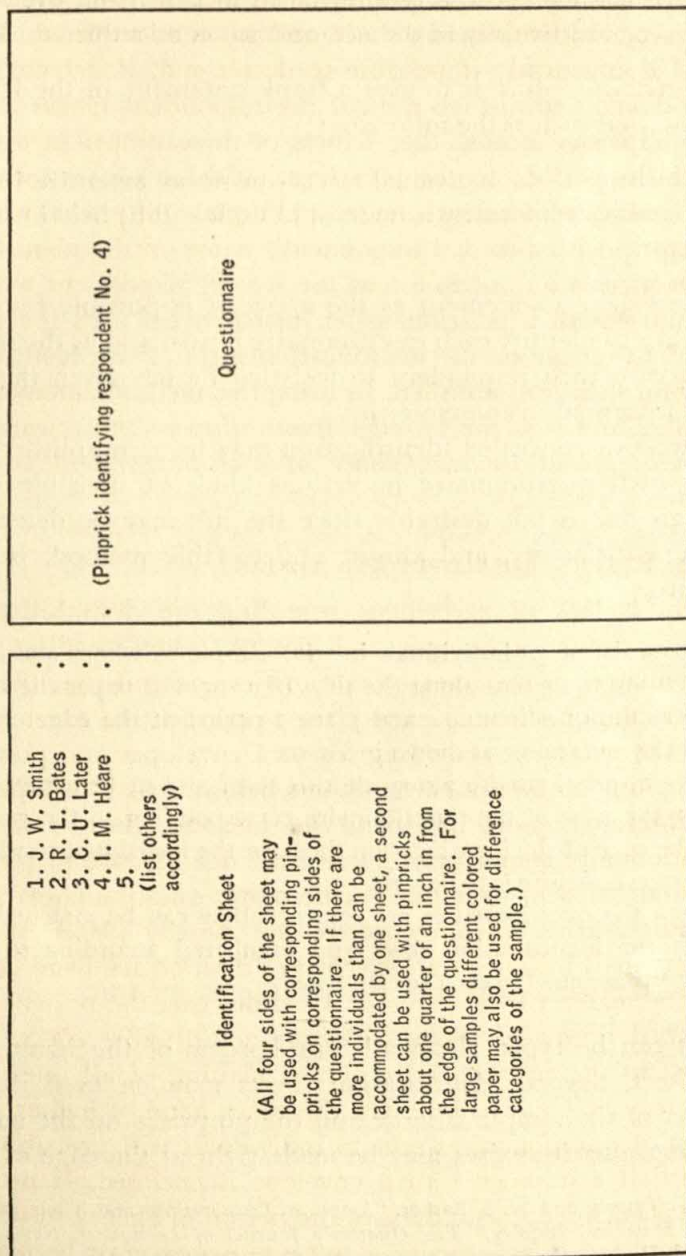 1. J. W. Smith .
2. R. L. Bates .
3. C. U. Later .
4. I. M. Heare .
5.
(list others
accordingly)
Identification Sheet
(All four sides of the sheet may
be used with corresponding pin-
pricks on corresponding sides of
the questionnaire. If there are
more individuals than can be
accommodated by one sheet, a second
sheet can be used with pinpricks
about one quarter of an inch in from
the edge of the questionnaire. For
large samples different colored
paper may also be used for difference
categories of the sample.)
. (Pinprick identifying respondent No. 4)
Questionnaire